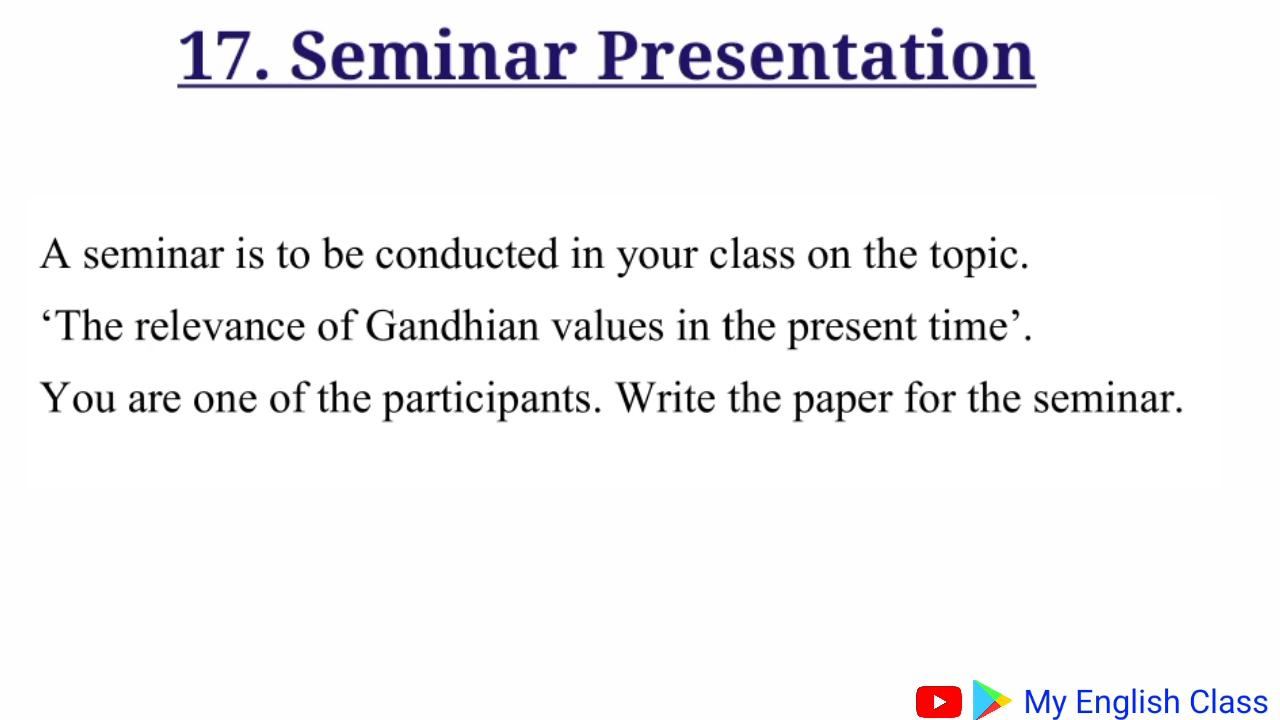 17. Seminar Presentation
A seminar is to be conducted in your class on the topic.
‘The relevance of Gandhian values in the present time’.
You are one of the participants. Write the paper for the seminar.
My English Class